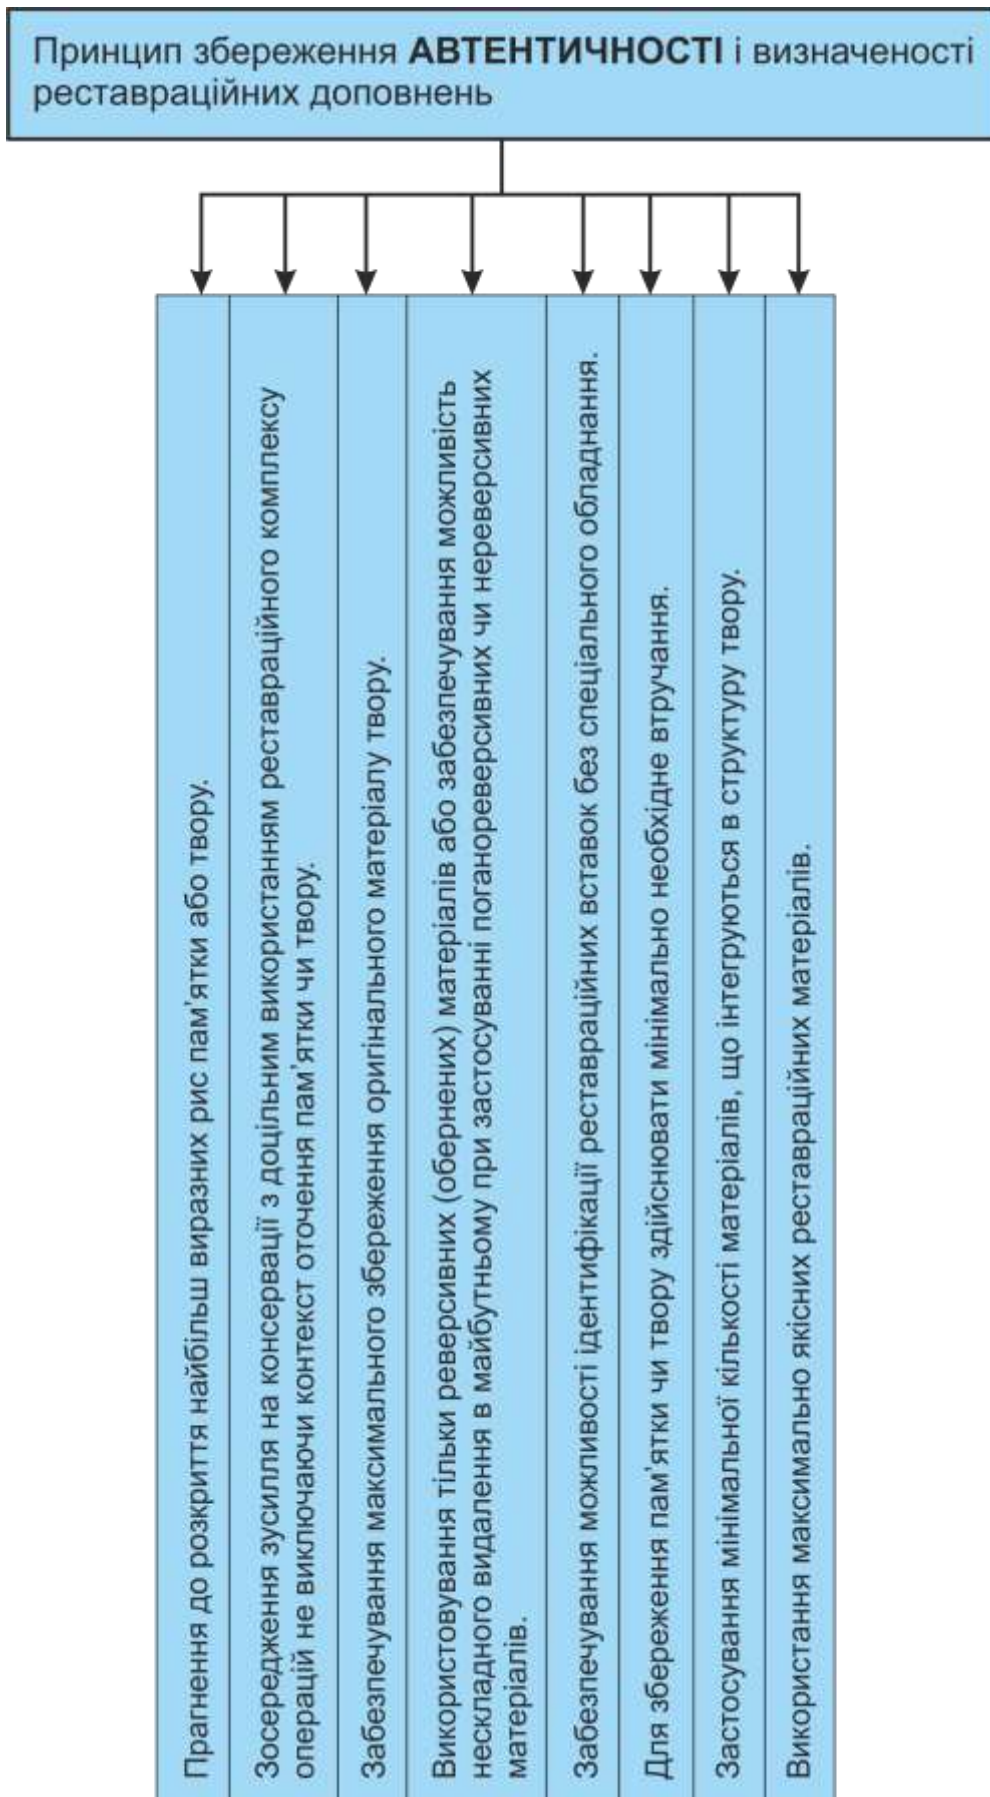 Принцип збереження АВТЕНТИЧНОСТІ і визначеності
реставраційних доповнень
Прагнення до розкриття найбільш виразних рис пам'ятки або твору.
Зосередження зусилля на консервації з доцільним використанням реставраційного комплексу
операцій не виключаючи контекст оточення пам'ятки чи твору.
Забезпечування максимального збереження оригінального матеріалу твору.
Використовування тільки реверсивних (обернених) матеріалів або забезпечування можливість
нескладного видалення в майбутньому при застосуванні поганореверсивних чи нереверсивних
матеріалів.
Забезпечування можливості ідентифікації реставраційних вставок без спеціального обладнання.
Для збереження пам'ятки чи твору здійснювати мінімально необхідне втручання.
Застосування мінімальної кількості матеріалів, що інтегруються в структуру твору.
Використання максимально якісних реставраційних матеріалів.